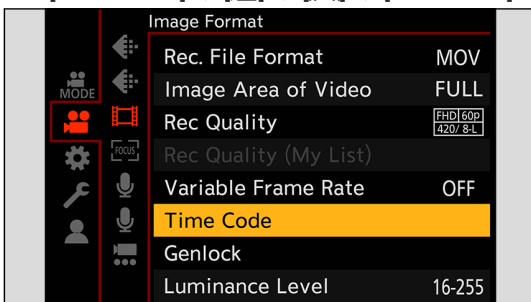 Image Format
Rec. File Format MOV
MODE
Image Area of Video FULL
Rec Quality FHD 60p 420/ 8-L
FOCUS
Rec Quality (My List)
Variable Frame Rate OFF
Time Code
Genlock
Luminance Level 16-255